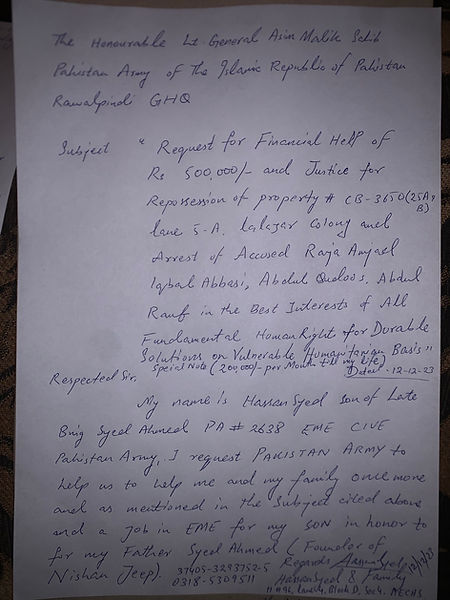 The Honourable Lt. General Asim Malik Sahib
Pakistan Army of The Islamic Republic of Pakistan
Rawalpindi GHQ
Subject " Request for Financial Help of
Rs 500,000/- and Justice for
Repossession of property # CB-3650(25A,
B)
lane 5-A. Lalazar Colony and
Arrest of Accused Raja Amjad
Iqbal Abbasi, Abdul Qudoos, Abdul
Rauf in the Best Interests of All
Fundamental Human Right for Durable
Solutions on Vulnerable Humanitarian Basis"
Special Note (200000/- per Month till my life)
Respected Sir, Dated. 12-12-23
My name is Hassan Syed son of Late
Brig Syed Ahmed PA # 2638 EME CIVE
Pakistan Army, I request PAKISTAN ARMY to
help us to help me and my family once more
and as mentioned in the Subject cited above
and a Job in EME for my son in honor to
for my Father Syed Ahmed (Founder of
Nishan Jeep). Regards
37405-3293752-5 Hassan Syed & Family
0318-5309511 12/12/23
Block D, Sect.